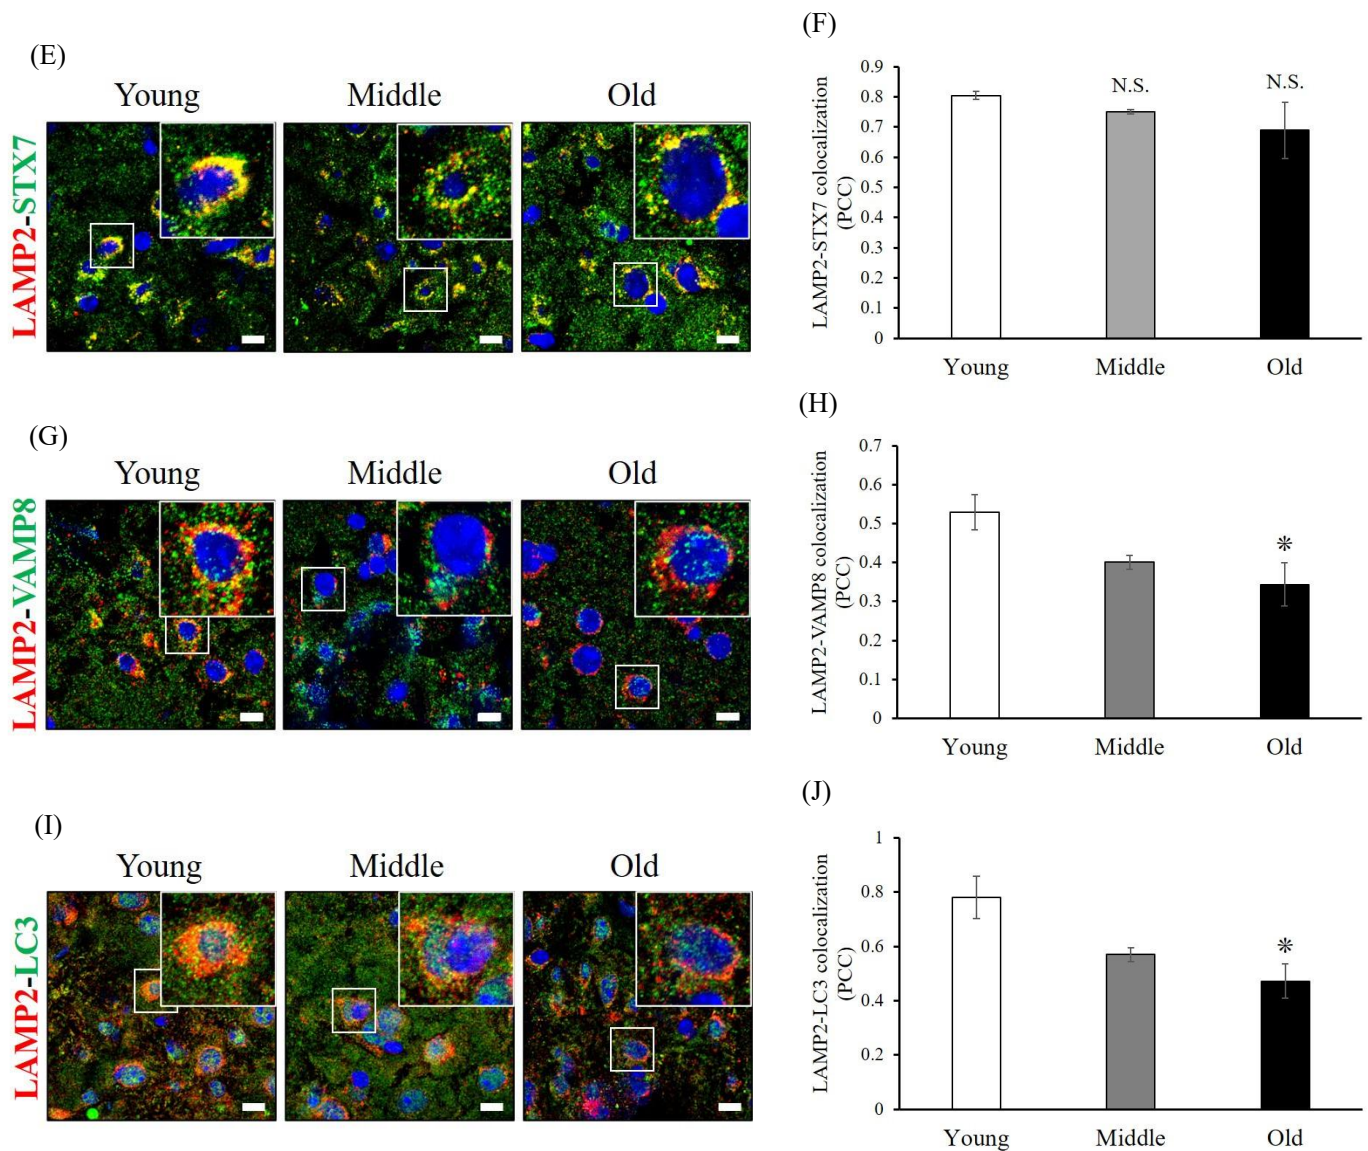 (E)
Young Middle Old
LAMP2-STX7
(F)
LAMP2-STX7 colocalization
(PCC)
0.9
0.8
0.7
0.6
0.5
0.4
0.3
0.2
0.1
0
N.S.
N.S.
Young Middle Old
(G)
Young Middle Old
LAMP2-VAMP8
(H)
LAMP2-VAMP8 colocalization
(PCC)
0.7
0.6
0.5
0.4
0.3
0.2
0.1
0
*
Young Middle Old
(I)
Young Middle Old
LAMP2-LC3
(J)
LAMP2-LC3 colocalization
(PCC)
1
0.8
0.6
0.4
0.2
0
*
Young Middle Old